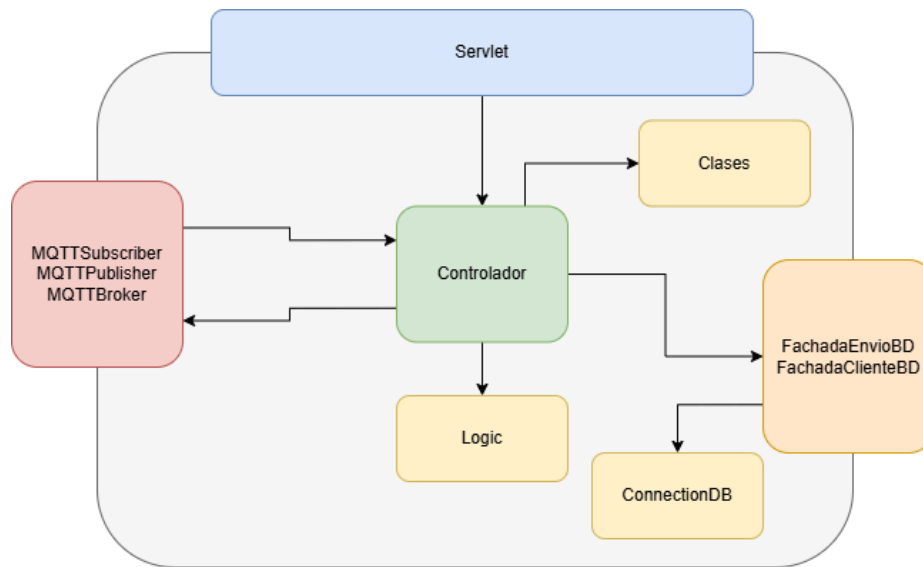 Servlet
Clases
MQTTSubscriber
MQTTPublisher
MQTTBroker
Controlador
FachadaEnvioBD
FachadaClienteBD
Logic
ConnectionDB